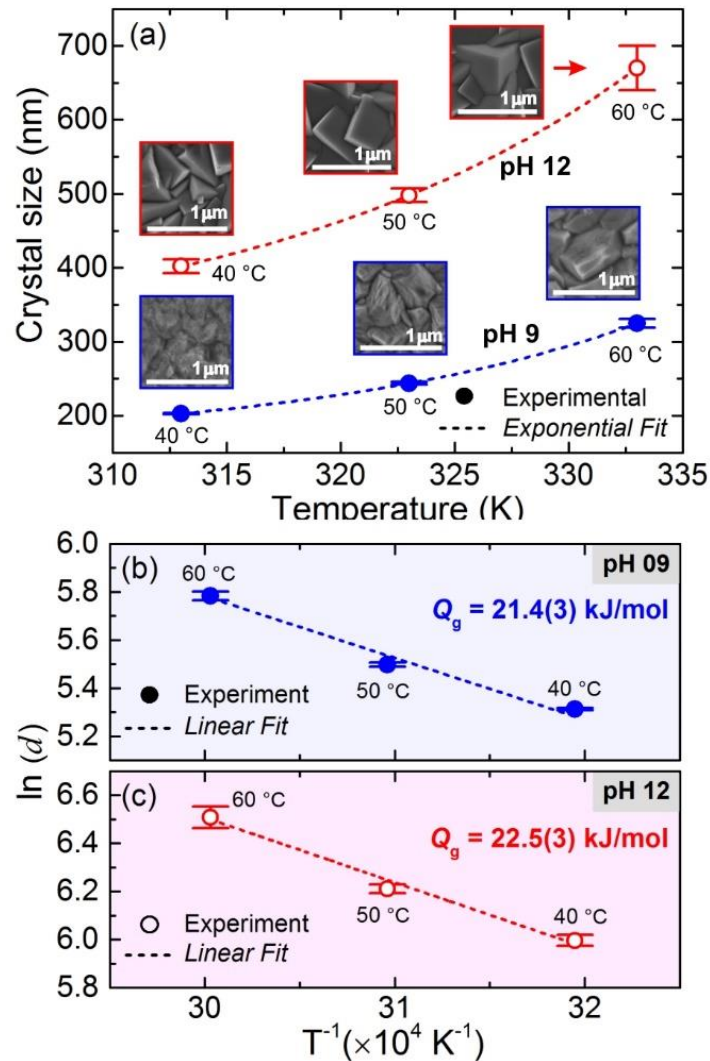 (a)
Crystal size (nm)
700
600
500
400
300
200
1µm
1µm
1µm
60 °C
pH 12
50 °C
1µm
40 °C
1µm
1µm
pH 9
60 °C
50 °C
40 °C
Experimental
Exponential Fit
310 315 320 325 330 335
Temperature (K)
ln (d)
6.0
5.8
5.6
5.4
5.2
(b)
60 °C
pH 09
Qg = 21.4(3) kJ/mol
50 °C
40 °C
Experiment
Linear Fit
6.6
6.4
6.2
6.0
5.8
(c)
60 °C
pH 12
Qg = 22.5(3) kJ/mol
50 °C
40 °C
Experiment
Linear Fit
30 31 32
T⁻¹(×10⁴ K⁻¹)